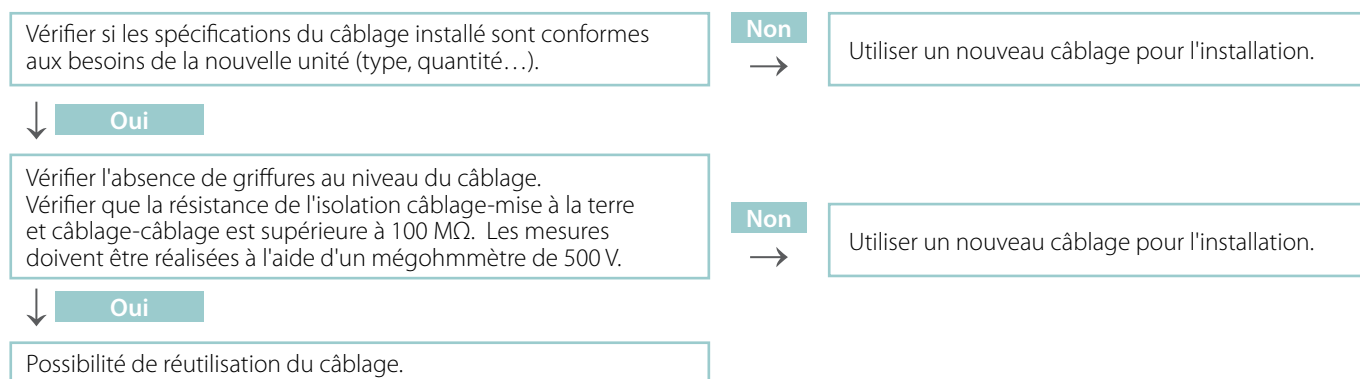 Vérifier si les spécifications du câblage installé sont conformes
aux besoins de la nouvelle unité (type, quantité…).
Non
→
Utiliser un nouveau câblage pour l'installation.
↓ Oui
Vérifier l'absence de griffures au niveau du câblage.
Vérifier que la résistance de l'isolation câblage-mise à la terre
et câblage-câblage est supérieure à 100 MΩ. Les mesures
doivent être réalisées à l'aide d'un mégohmmètre de 500 V.
Non
→
Utiliser un nouveau câblage pour l'installation.
↓ Oui
Possibilité de réutilisation du câblage.